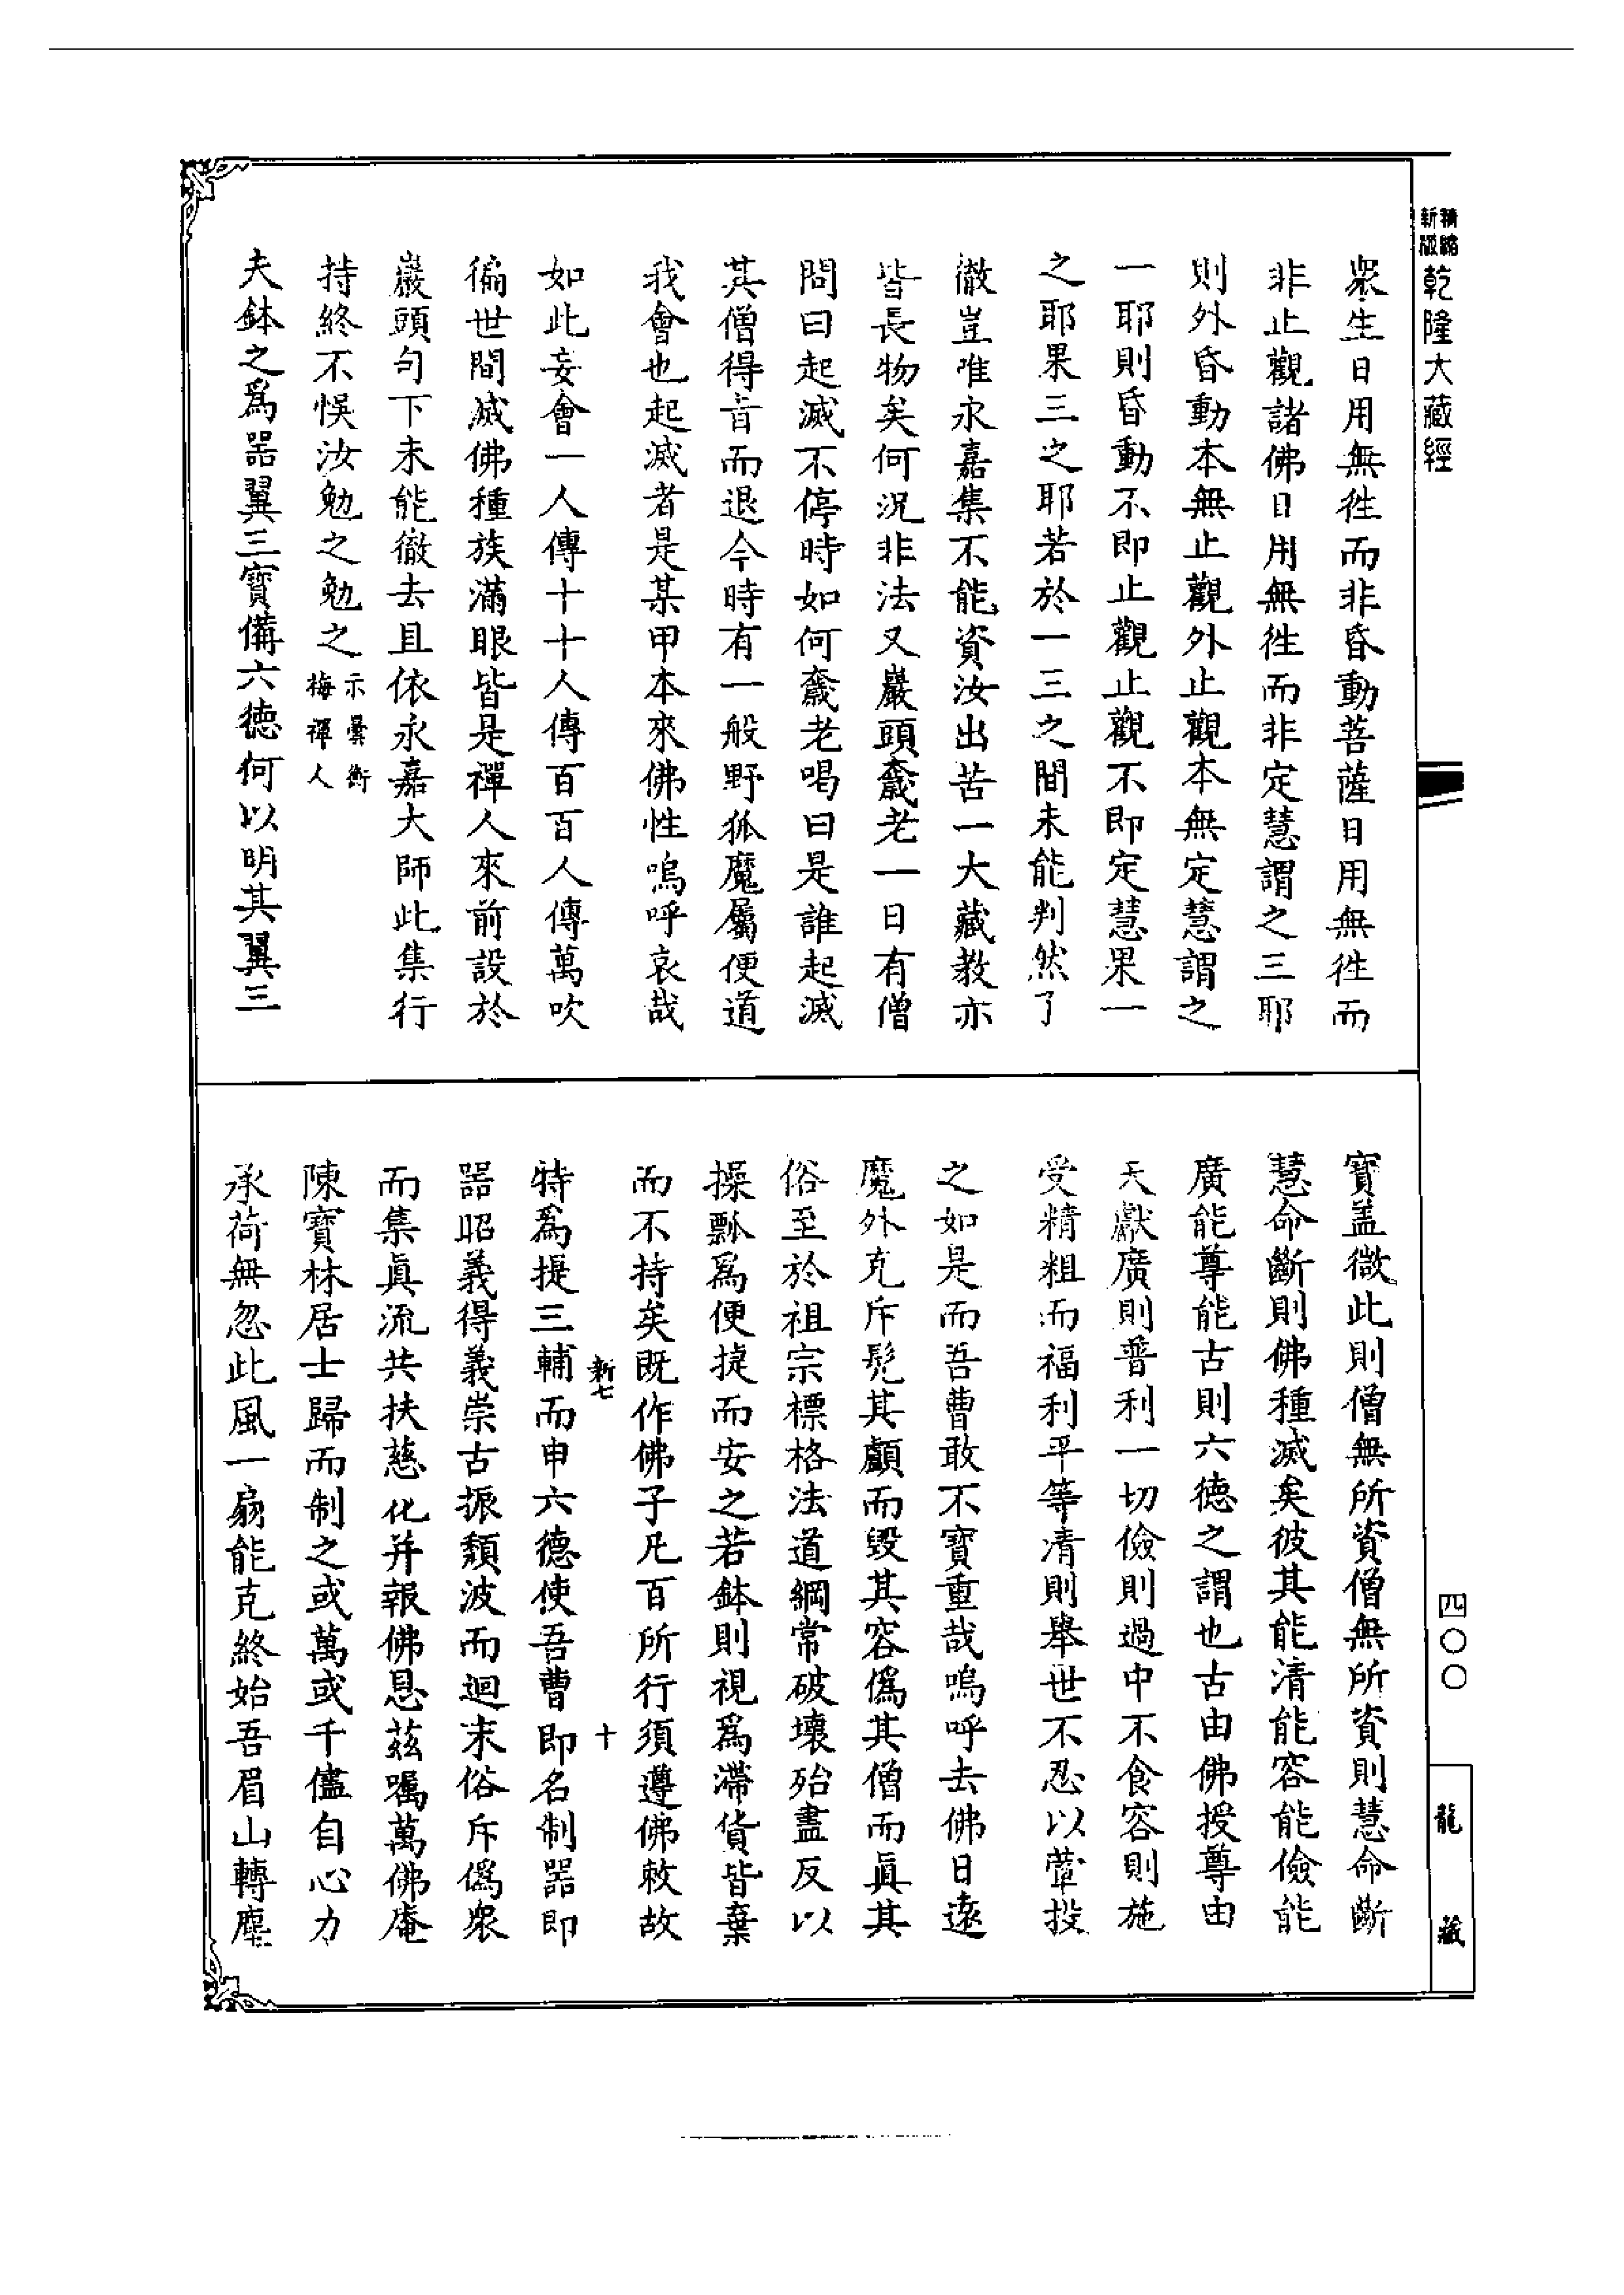 精縮
新版
乾隆大藏經
衆生日用無徃而非昏動菩薩日用無徃而
非止觀諸佛日用無徃而非定慧謂之三耶
則外昏動本無止觀外止觀本無定慧謂之
一耶則昏動不即止觀止觀不即定慧果一
之耶果三之耶若於一三之間未能判然了
徹豈唯永嘉集不能資汝出苦一大藏教亦
皆長物矣何況非法又巖頭奯老一日有僧
問曰起滅不停時如何奯老喝曰是誰起滅
其僧得旨而退今時有一般野狐魔屬便道
我會也起滅者是某甲本來佛性嗚呼哀哉
如此妄會一人傳十十人傳百百人傳萬吹
徧世間滅佛種族滿眼皆是禪人來前設於
巖頭句下未能徹去且依永嘉大師此集行
持終不悞汝勉之勉之
示曇衡
梅禪人
夫鉢之爲器翼三寶備六德何以明其翼三
寶盖微此則僧無所資僧無所資則慧命斷
慧命斷則佛種滅矣彼其能清能容能儉能
廣能尊能古則六德之謂也古由佛授尊由
天獻廣則普利一切儉則過中不食容則施
受精粗而福利平等清則舉世不忍以葷投
之如是而吾曹敢不寶重哉嗚呼去佛日遠
魔外充斥髠其顱而毀其容僞其僧而眞其
俗至於祖宗標格法道綱常破壞殆盡反以
操瓢爲便捷而安之若鉢則視爲滯貨皆棄
而不持矣既作佛子凡百所行須遵佛敕故
新七
十
特爲提三輔而申六德使吾曹即名制器即
器昭義得義崇古振頹波而迴末俗斥僞衆
而集眞流共扶慈化并報佛恩茲囑萬佛庵
陳寶林居士歸而制之或萬或千儘自心力
承荷無忽此風一扇能克終始吾眉山轉塵
四〇〇
龍
藏